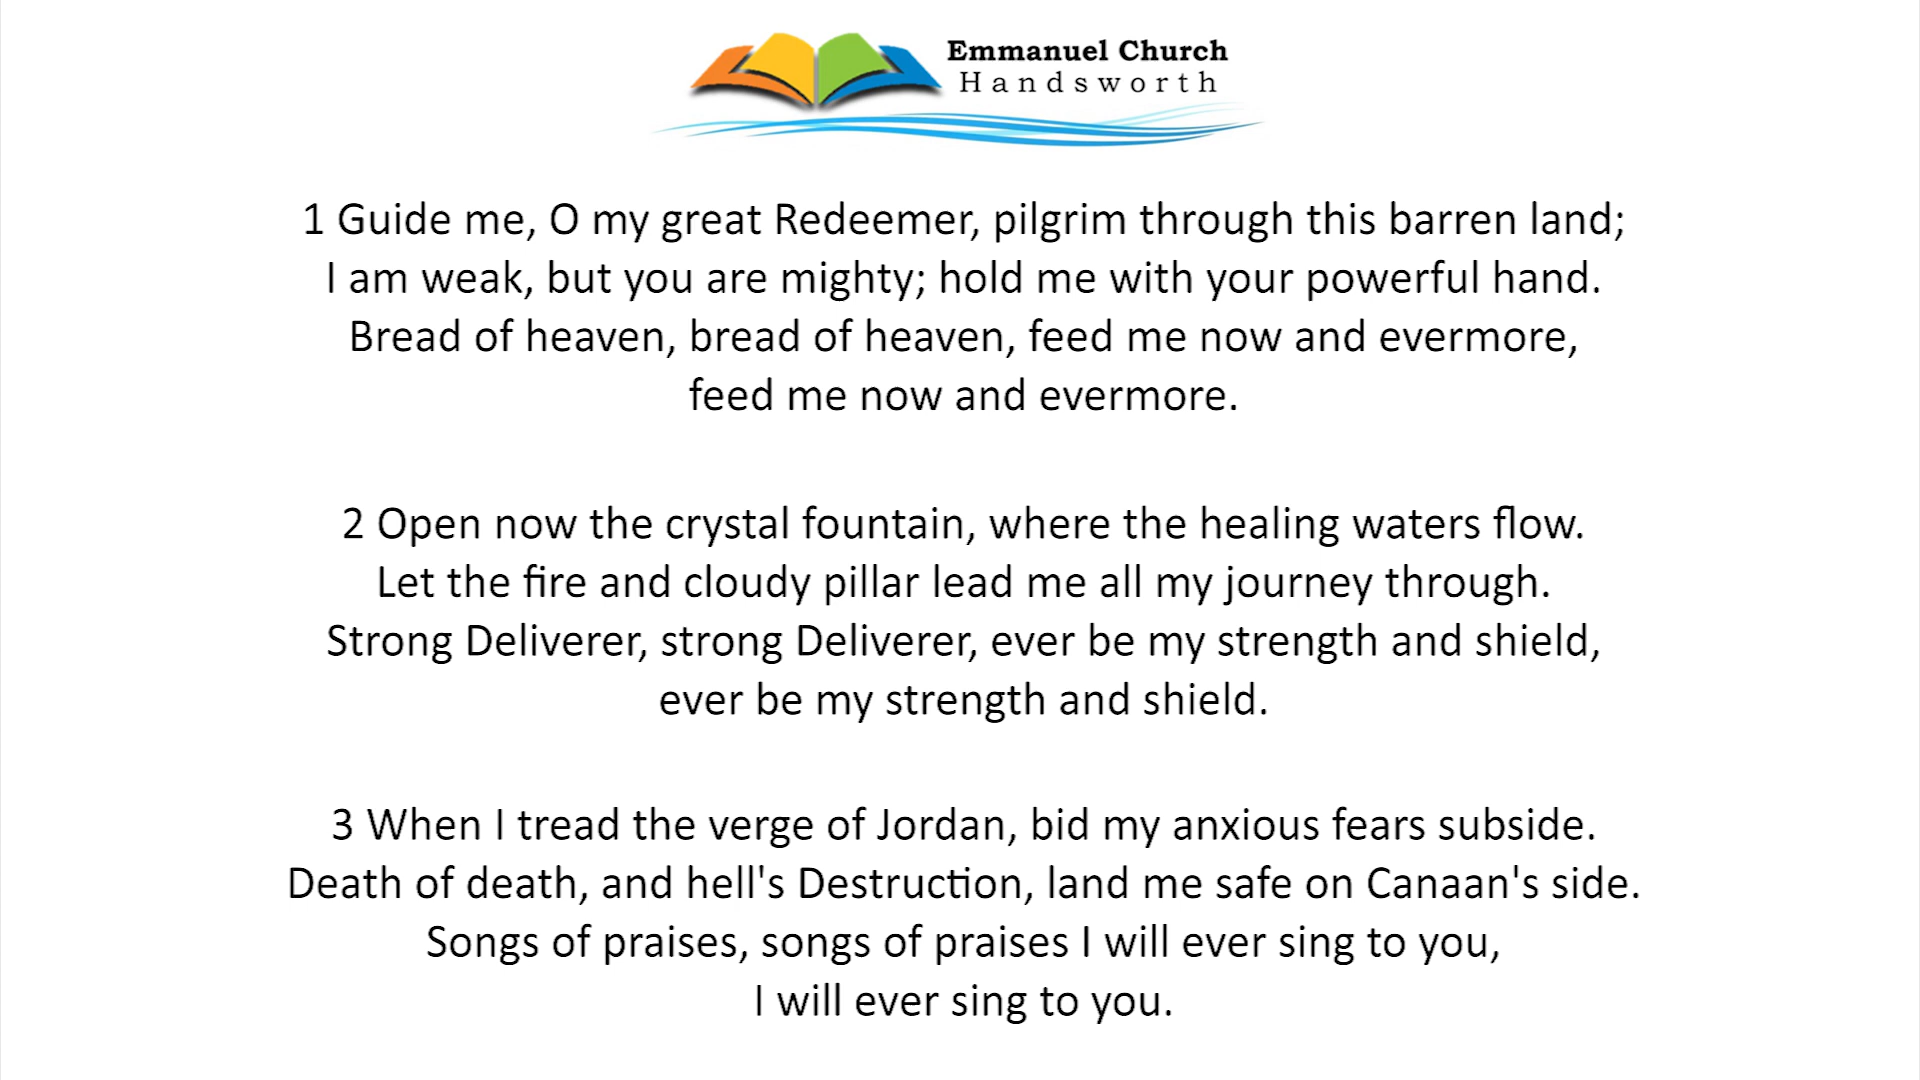 Emmanuel Church
Handsworth
1 Guide me, O my great Redeemer, pilgrim through this barren land;
I am weak, but you are mighty; hold me with your powerful hand.
Bread of heaven, bread of heaven, feed me now and evermore,
feed me now and evermore.
2 Open now the crystal fountain, where the healing waters flow.
Let the fire and cloudy pillar lead me all my journey through.
Strong Deliverer, strong Deliverer, ever be my strength and shield,
ever be my strength and shield.
3 When I tread the verge of Jordan, bid my anxious fears subside.
Death of death, and hell's Destruction, land me safe on Canaan's side.
Songs of praises, songs of praises I will ever sing to you,
I will ever sing to you.